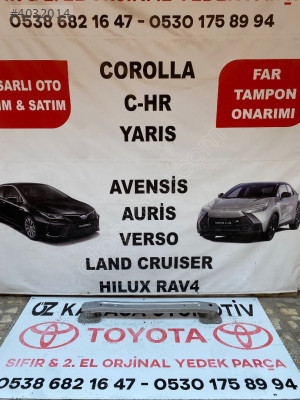 #4032014
0538 682 16 47 - 0530 175 89 94
COROLLA
C-HR
YARIS
SARLI OTO
IM & SATIM
FAR
TAMPON
ONARIMI
AVENSİS
AURİS
VERSO
LAND CRUISER
HILUX RAV4
TOYOTA
SIFIR & 2. EL ORJİNAL YEDEK PARÇA
0538 682 16 47 - 0530 175 89 94